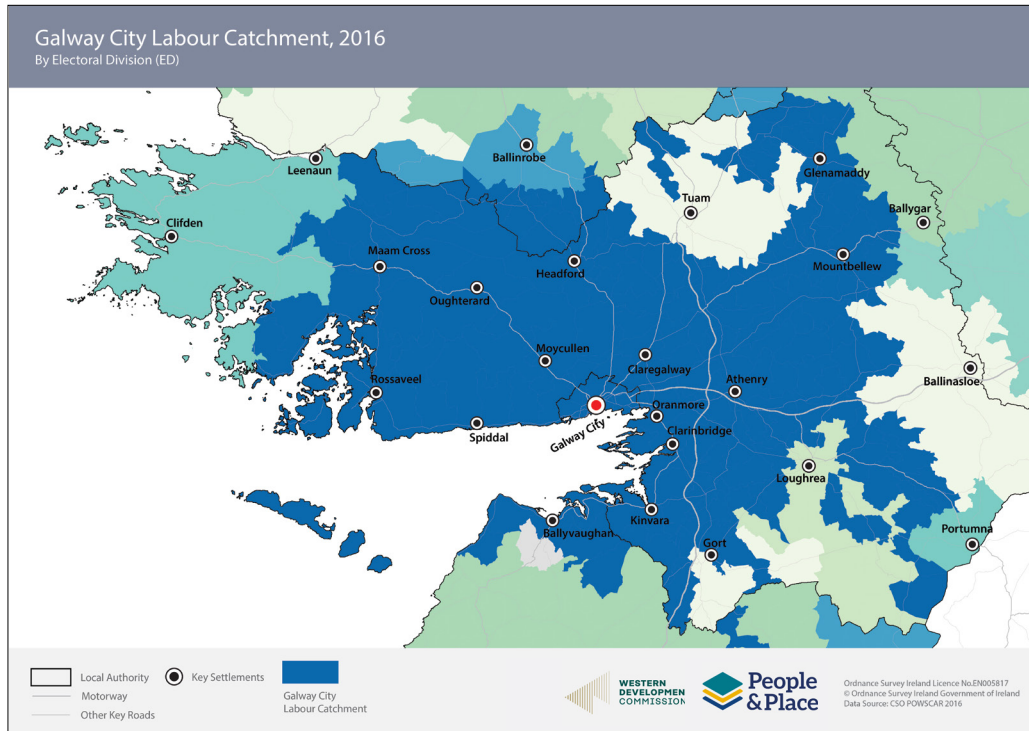 Galway City Labour Catchment, 2016
By Electoral Division (ED)
Leenaun
Ballinrobe
Glenamaddy
Tuam
Clifden
Ballygar
Maam Cross
Headford
Mountbellew
Oughterard
Moycullen
Claregalway
Rossaveel
Athenry
Ballinasloe
Oranmore
Galway City
Spiddal
Clarinbridge
Loughrea
Kinvara
Ballyvaughan
Gort
Portumna
Local Authority
Key Settlements
Motorway
Other Key Roads
Galway City
Labour Catchment
WESTERN
DEVELOPMEN
COMMISSION
People
& Place
Ordnance Survey Ireland Licence No.EN005817
© Ordnance Survey Ireland Government of Ireland
Data Source: CSO POWSCAR 2016